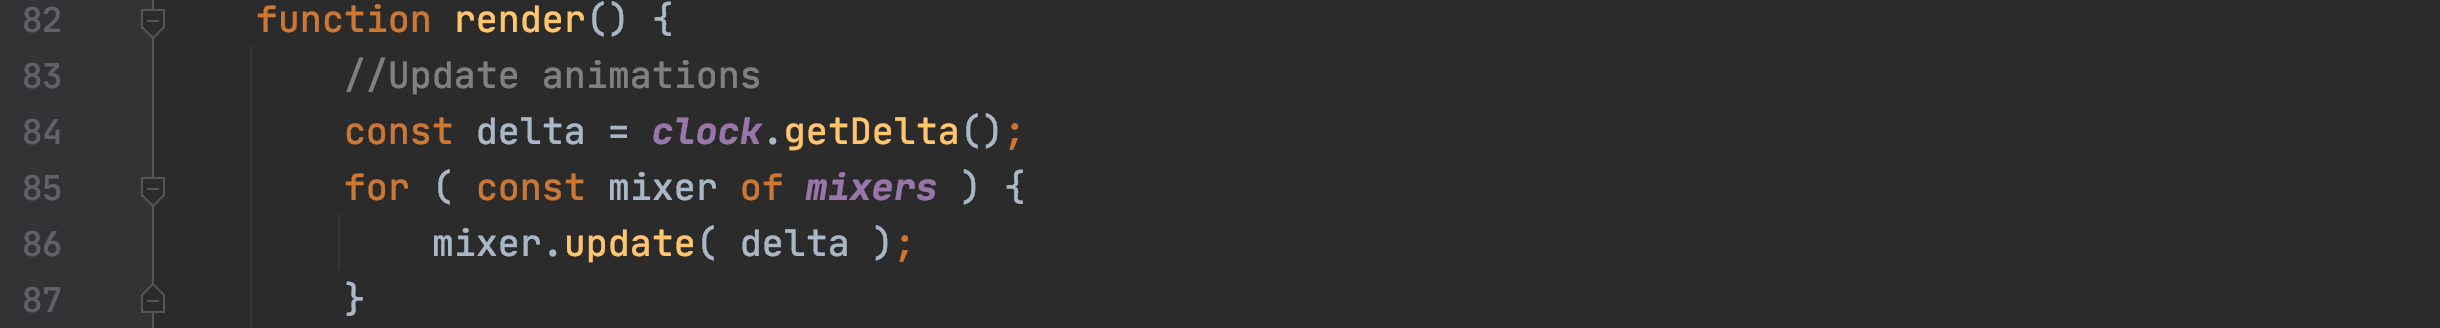 82 function render() {
83 //Update animations
84 const delta = clock.getDelta();
85 for ( const mixer of mixers ) {
86 mixer.update( delta );
87 }